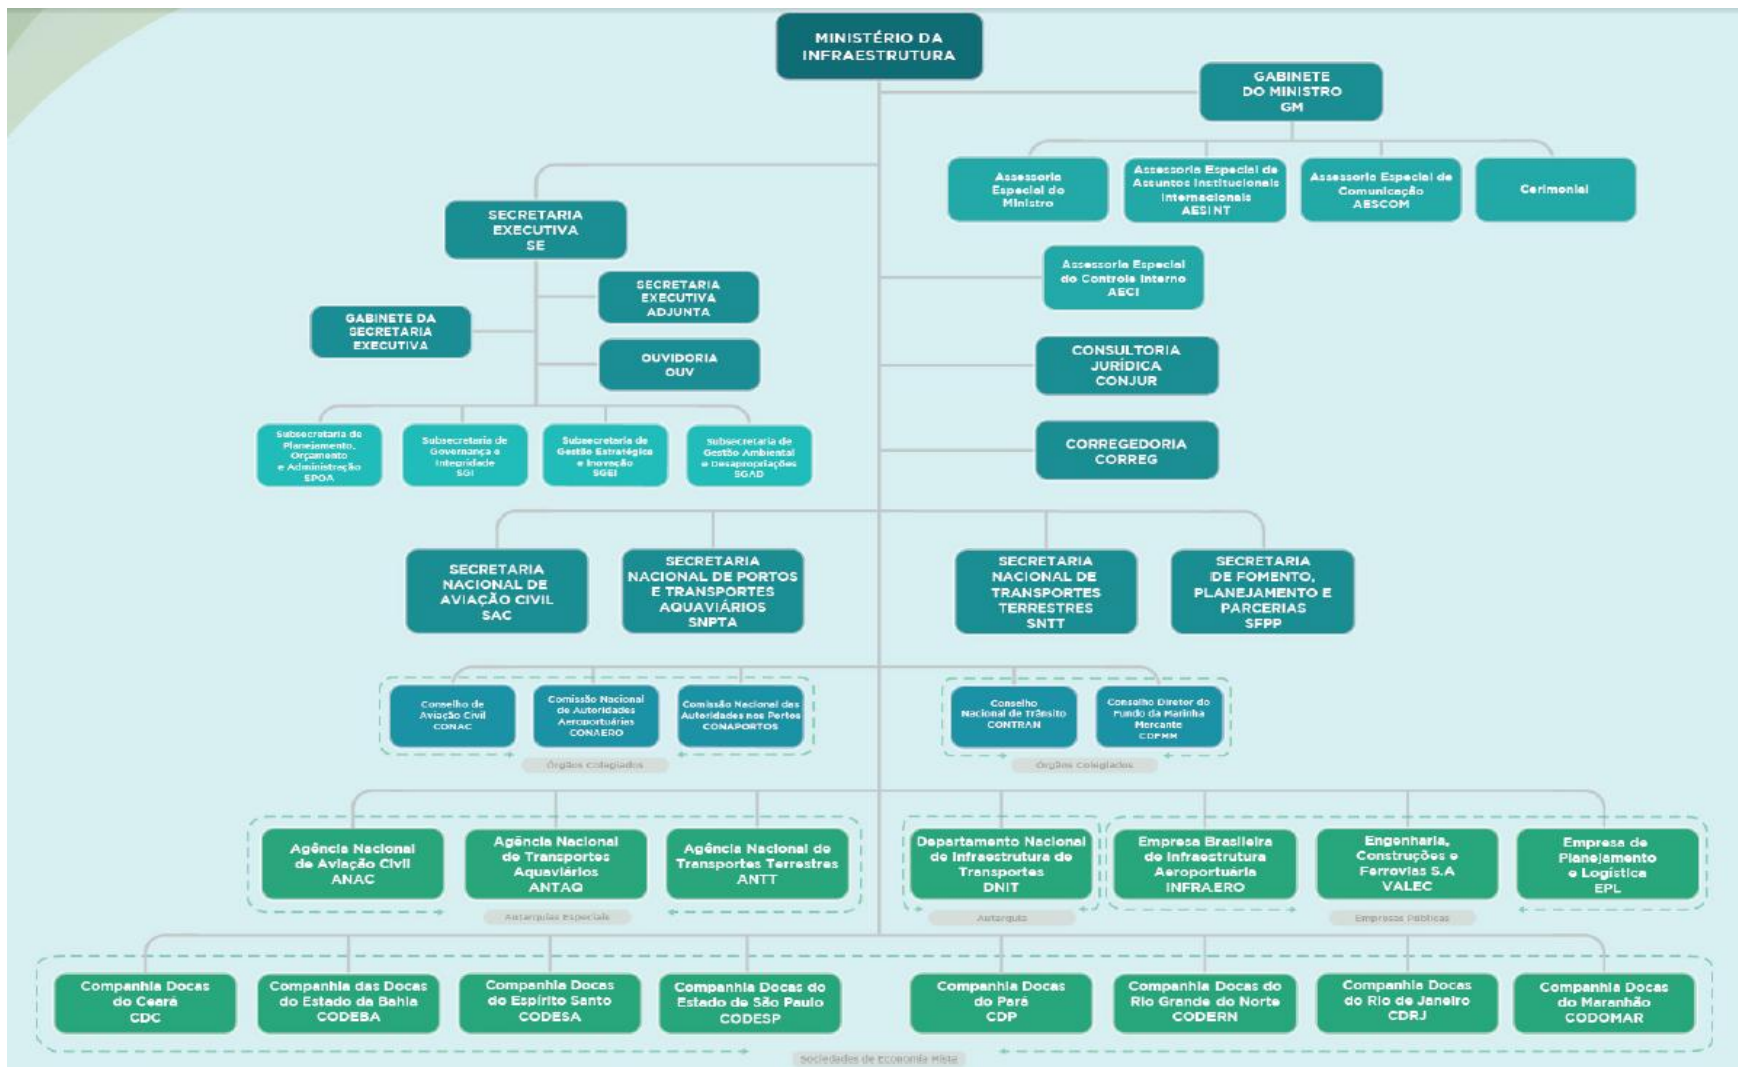 MINISTÉRIO DA
INFRAESTRUTURA
GABINETE
DO MINISTRO
GM
Assessoria
Especial do
Ministro
Assessoria Especial de
Assuntos Institucionais
Internacionais
AESINT
Assessoria Especial de
Comunicação
AESCOM
Cerimonial
SECRETARIA
EXECUTIVA
SE
Assessoria Especial
do Controle Interno
AECI
SECRETARIA
EXECUTIVA
ADJUNTA
GABINETE DA
SECRETARIA
EXECUTIVA
OUVIDORIA
OUV
CONSULTORIA
JURÍDICA
CONJUR
Subsecretaria de
Planejamento,
Orçamento
e Administração
SPOA
Subsecretaria de
Governança e
Integridade
SGI
Subsecretaria de
Gestão Estratégica
e Inovação
SGEI
Subsecretaria de
Gestão Ambiental
e Desapropriações
SGAD
CORREGEDORIA
CORREG
SECRETARIA
NACIONAL DE
AVIAÇÃO CIVIL
SAC
SECRETARIA
NACIONAL DE PORTOS
E TRANSPORTES
AQUAVIÁRIOS
SNPTA
SECRETARIA
NACIONAL DE
TRANSPORTES
TERRESTRES
SNTT
SECRETARIA
DE FOMENTO,
PLANEJAMENTO E
PARCERIAS
SFPP
Conselho de
Aviação Civil
CONAC
Comissão Nacional
de Autoridades
Aeroportuárias
CONAERO
Comissão Nacional das
Autoridades nos Portos
CONAPORTOS
Conselho
Nacional de Trânsito
CONTRAN
Conselho Diretor do
Fundo da Marinha
Mercante
CDFMM
Órgãos Colegiados
Órgãos Colegiados
Agência Nacional
de Aviação Civil
ANAC
Agência Nacional
de Transportes
Aquaviários
ANTAQ
Agência Nacional de
Transportes Terrestres
ANTT
Departamento Nacional
de Infraestrutura de
Transportes
DNIT
Empresa Brasileira
de Infraestrutura
Aeroportuária
INFRAERO
Engenharia,
Construções e
Ferrovias S.A
VALEC
Empresa de
Planejamento
e Logística
EPL
Autarquias Especiais
Autarquia
Empresas Públicas
Companhia Docas
do Ceará
CDC
Companhia das Docas
do Estado da Bahia
CODEBA
Companhia Docas
do Espírito Santo
CODESA
Companhia Docas do
Estado de São Paulo
CODESP
Companhia Docas
do Pará
CDP
Companhia Docas do
Rio Grande do Norte
CODERN
Companhia Docas
do Rio de Janeiro
CDRJ
Companhia Docas
do Maranhão
CODOMAR
Sociedades de Economia Mista